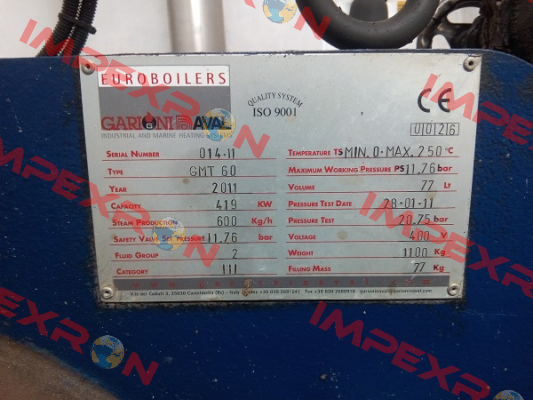 EUROBOILERS
GARIONI NAVAL
INDUSTRIAL AND MARINE HEATING SYSTEMS
QUALITY SYSTEM
ISO 9001
CE
0026
SERIAL NUMBER 014-11
TYPE GMT 60
YEAR 2011
CAPACITY 419 KW
STEAM PRODUCTION 600 Kg/h
SAFETY VALVE SET PRESSURE 11.76 bar
FLUID GROUP 2
CATEGORY III
TEMPERATURE TS MIN. 0-MAX. 250 °C
MAXIMUM WORKING PRESSURE PS 11.76 bar
VOLUME 77 LT
PRESSURE TEST DATE 28-01-11
PRESSURE TEST 20.75 bar
VOLTAGE 400 V
WEIGHT 1100 Kg
FILLING MASS 77 Kg
IMPEXRON
IMPEXRON
IMPEXRON
IMPEXRON
IMPEXRON